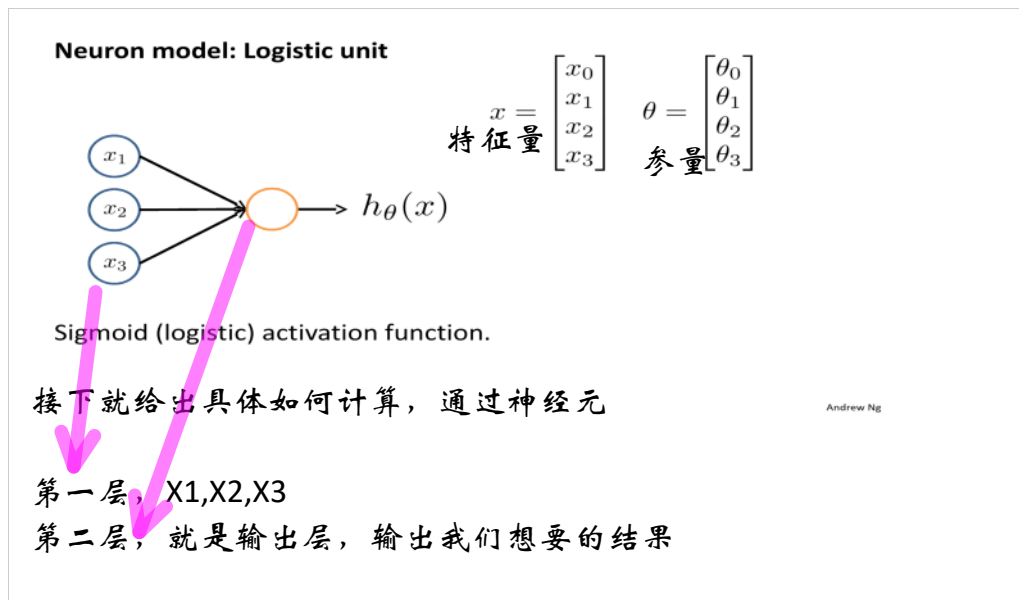 Neuron model: Logistic unit
x = [x₀ x₁ x₂ x₃]
特征量
θ = [θ₀ θ₁ θ₂ θ₃]
参量
x₁
x₂
x₃
hθ(x)
Sigmoid (logistic) activation function.
接下就给出具体如何计算，通过神经元
Andrew Ng
第一层，X1,X2,X3
第二层，就是输出层，输出我们想要的结果